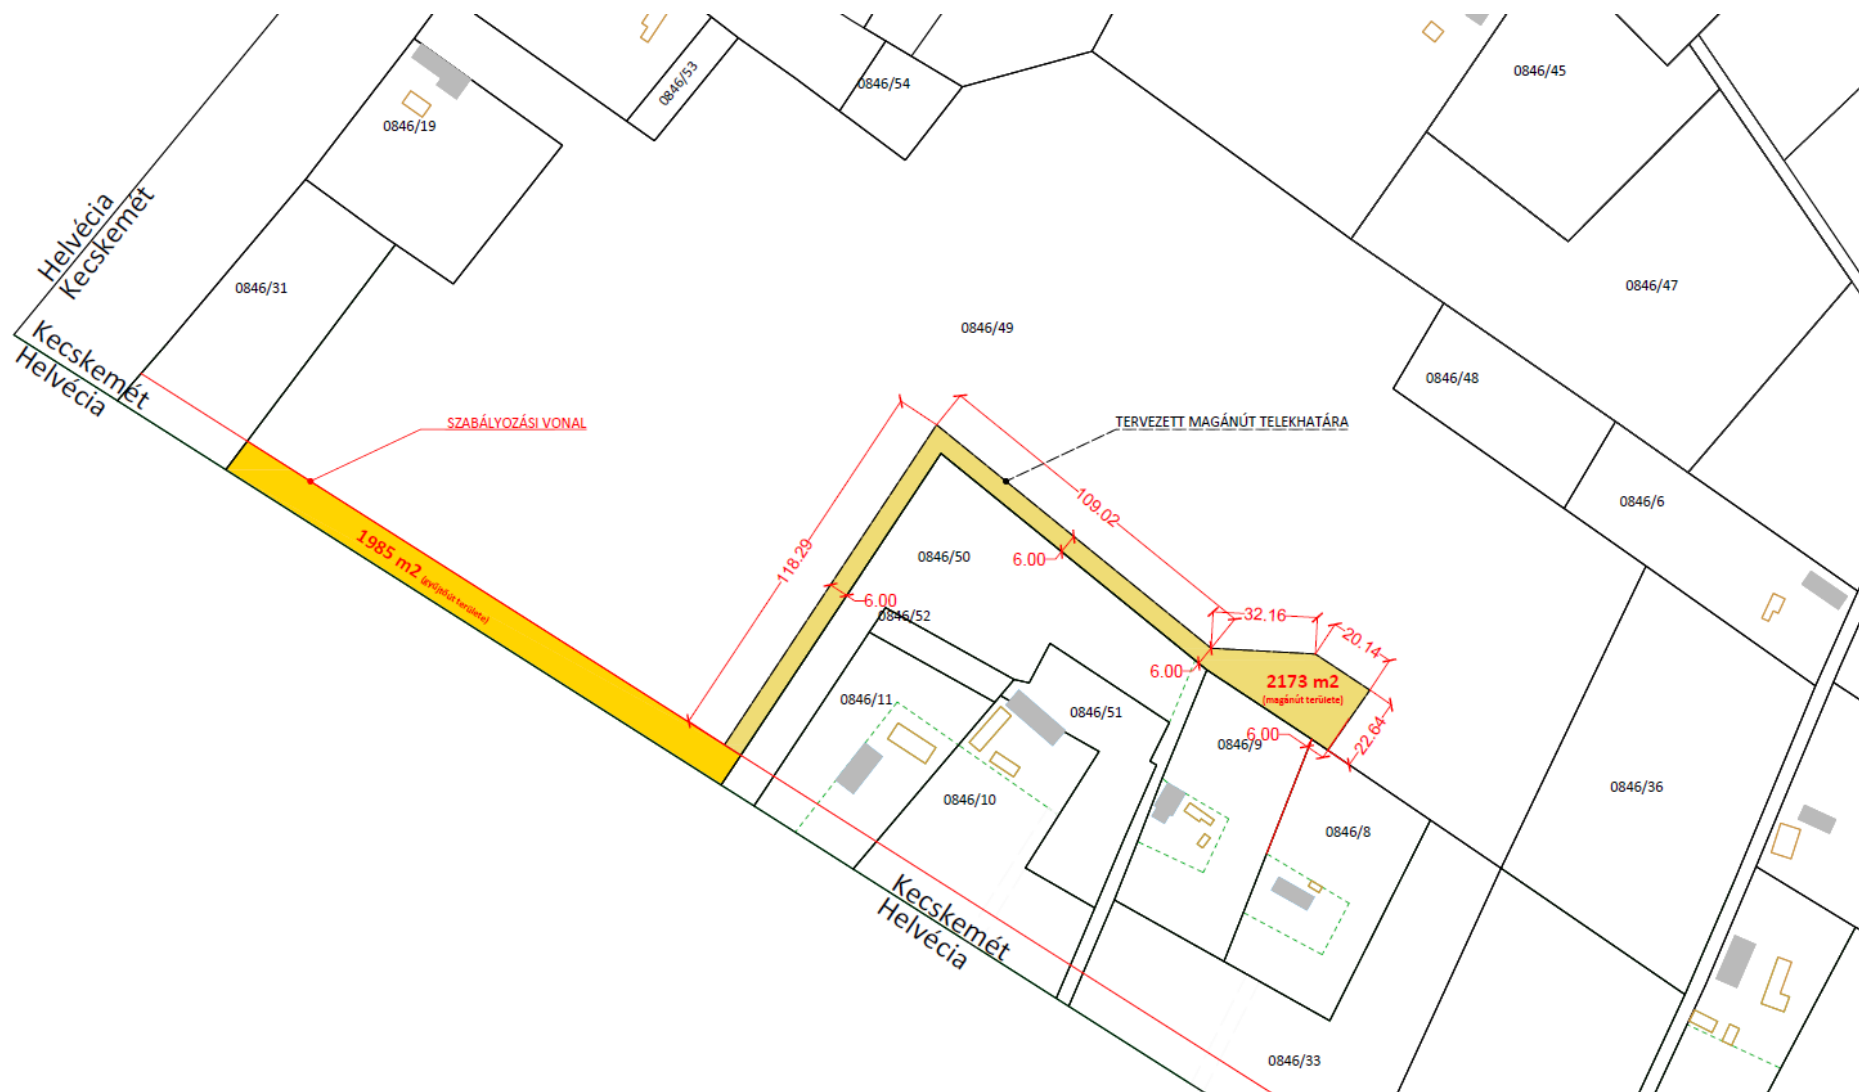 0846/45
0846/53
0846/54
0846/19
Helvécia
Kecskemét
0846/31
0846/47
0846/49
Kecskemét
Helvécia
0846/48
SZABÁLYOZÁSI VONAL
TERVEZETT MAGÁNÚT TELEKHATÁRA
109.02
0846/6
118.29
1985 m2 (gyűjtőút területe)
0846/50
6.00
6.00
0846/52
32.16
20.14
6.00
2173 m2
(magánút területe)
0846/11
0846/51
0846/9
6.00
22.64
0846/10
0846/36
0846/8
Kecskemét
Helvécia
0846/33